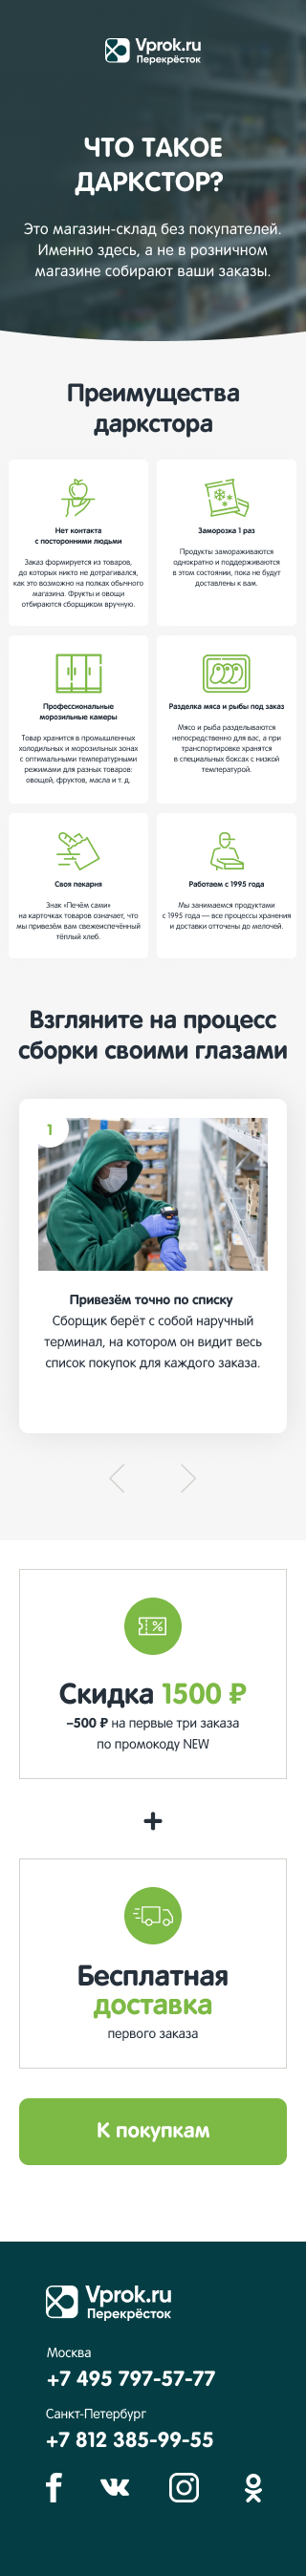 Vprok.ru
Перекрёсток
ЧТО ТАКОЕ
ДАРКСТОР?
Это магазин-склад без покупателей.
Именно здесь, а не в розничном
магазине собирают ваши заказы.
Преимущества
даркстора
Нет контакта
с посторонними людьми
Заказ формируется из товаров,
до которых никто не дотрагивался,
как это возможно на полках обычного
магазина. Фрукты и овощи
отбираются сборщиком вручную.
Заморозка 1 раз
Продукты замораживаются
однократно и поддерживаются
в этом состоянии, пока не будут
доставлены к вам.
Профессиональные
морозильные камеры
Товар хранится в промышленных
холодильных и морозильных зонах
с оптимальными температурными
режимами для разных товаров:
овощей, фруктов, масла и т. д.
Разделка мяса и рыбы под заказ
Мясо и рыба разделываются
непосредственно для вас, а при
транспортировке хранятся
в специальных боксах с низкой
температурой.
Своя пекарня
Знак «Печём сами»
на карточках товаров означает, что
мы привезём вам свежеиспечённый
тёплый хлеб.
Работаем с 1995 года
Мы занимаемся продуктами
с 1995 года — все процессы хранения
и доставки отточены до мелочей.
Взгляните на процесс
сборки своими глазами
1
Привезём точно по списку
Сборщик берёт с собой наручный
терминал, на котором он видит весь
список покупок для каждого заказа.
Скидка 1500 ₽
–500 ₽ на первые три заказа
по промокоду NEW
+
Бесплатная
доставка
первого заказа
К покупкам
Vprok.ru
Перекрёсток
Москва
+7 495 797-57-77
Санкт-Петербург
+7 812 385-99-55